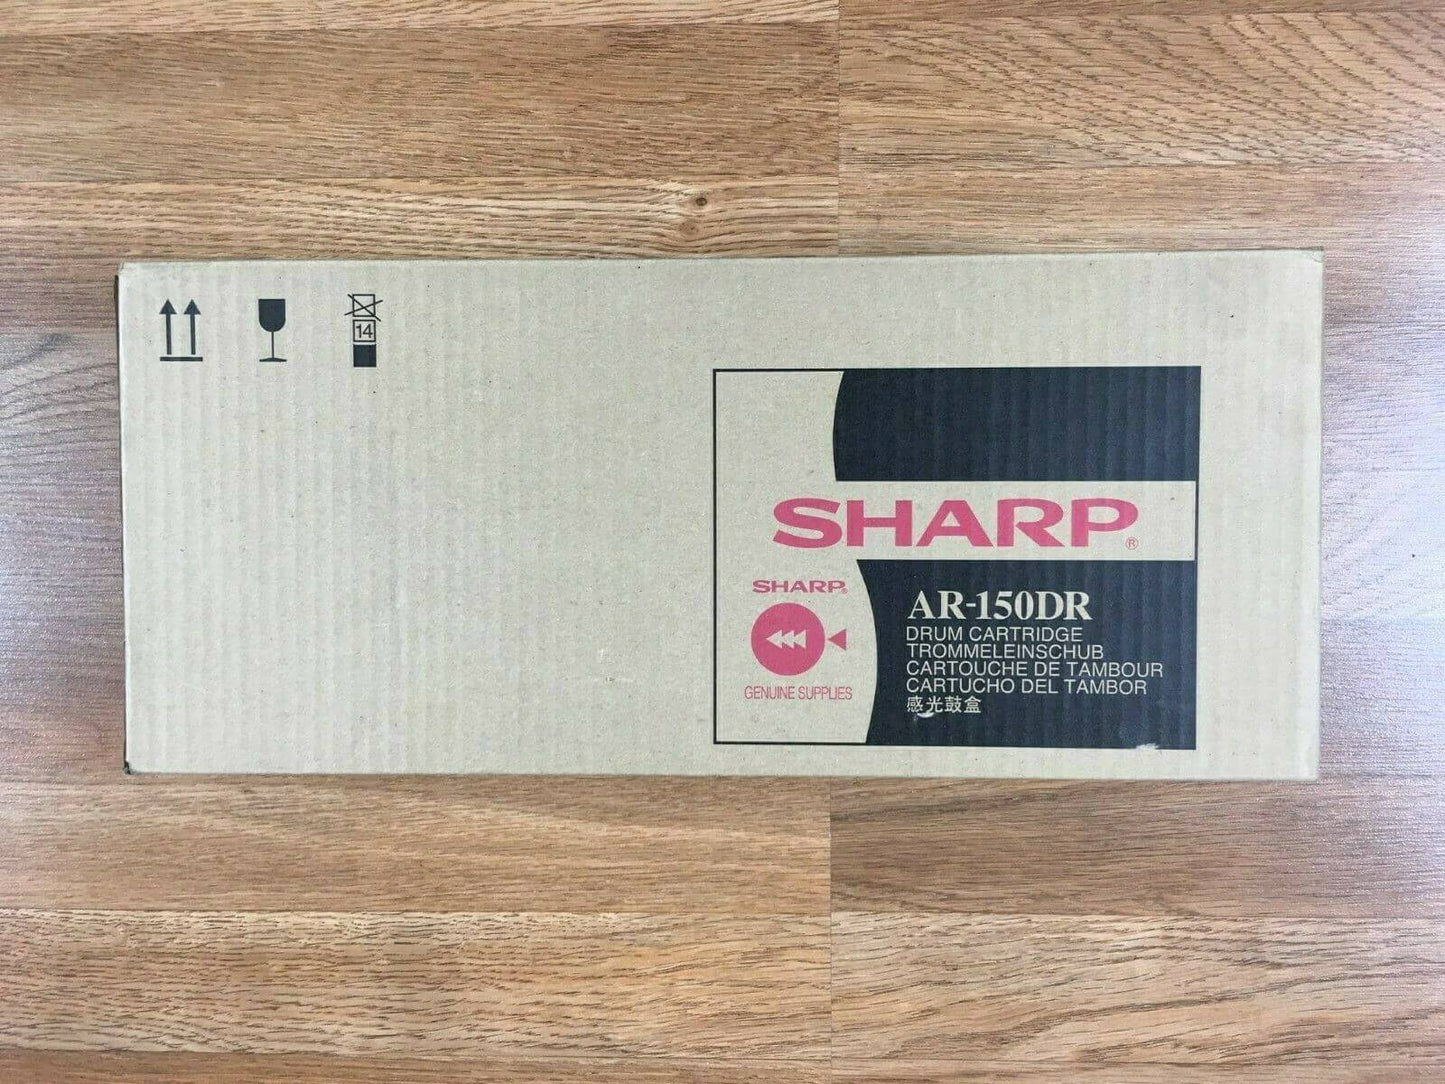 14
SHARP®
SHARP®
GENUINE SUPPLIES
AR-150DR
DRUM CARTRIDGE
TROMMELEINSCHUB
CARTOUCHE DE TAMBOUR
CARTUCHO DEL TAMBOR
感光鼓盒